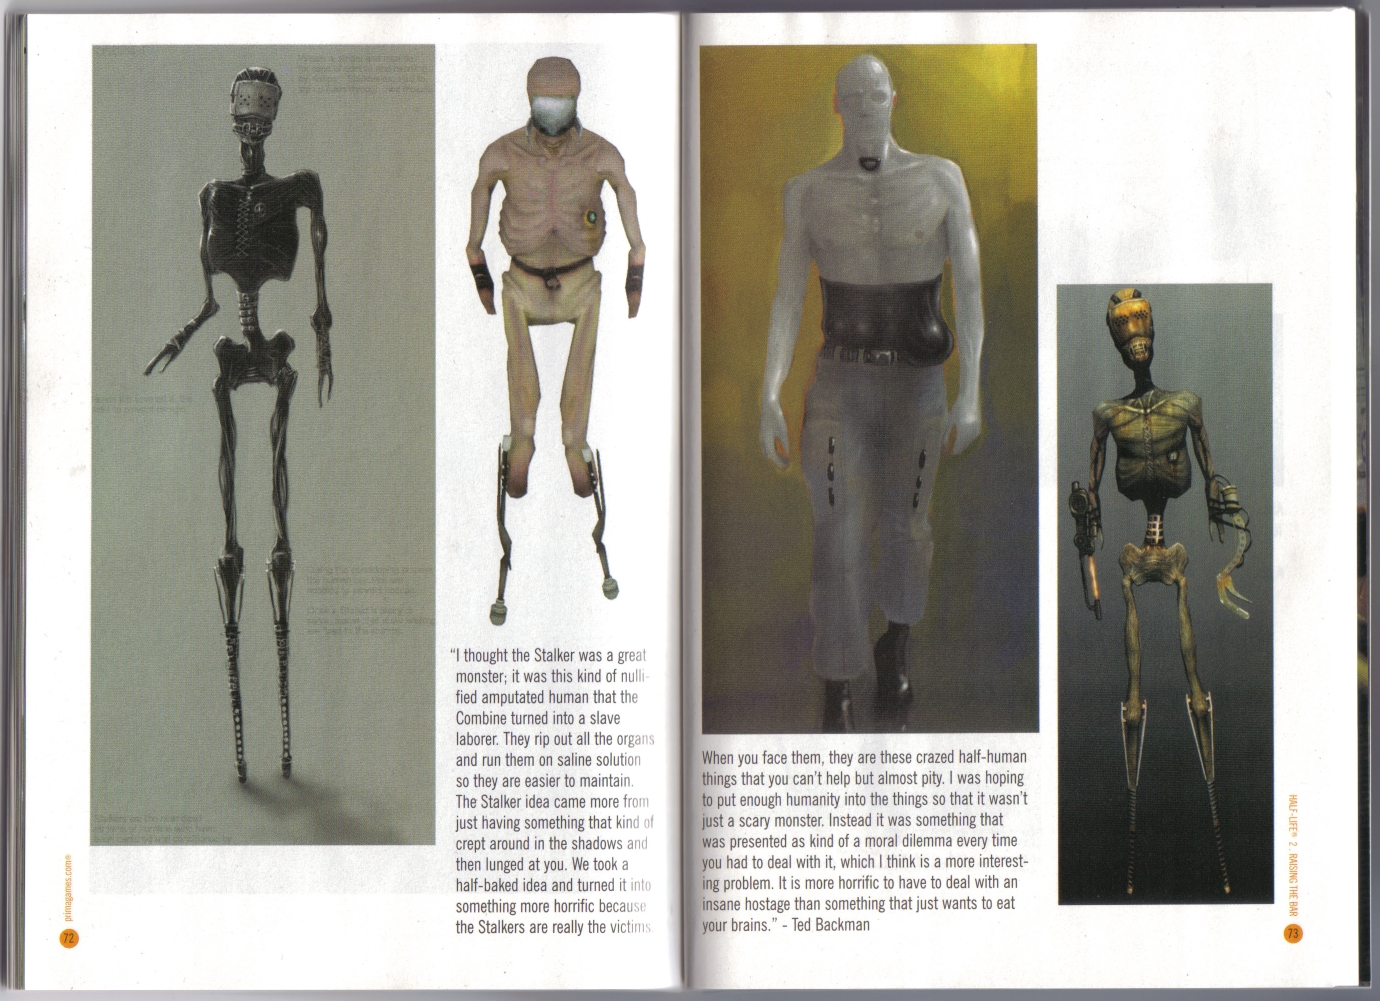 "I thought the Stalker was a great
monster; it was this kind of nulli-
fied amputated human that the
Combine turned into a slave
laborer. They rip out all the organs
and run them on saline solution
so they are easier to maintain.
The Stalker idea came more from
just having something that kind of
crept around in the shadows and
then lunged at you. We took a
half-baked idea and turned it into
something more horrific because
the Stalkers are really the victims.
primagames.com®
72
When you face them, they are these crazed half-human
things that you can't help but almost pity. I was hoping
to put enough humanity into the things so that it wasn't
just a scary monster. Instead it was something that
was presented as kind of a moral dilemma every time
you had to deal with it, which I think is a more interest-
ing problem. It is more horrific to have to deal with an
insane hostage than something that just wants to eat
your brains." - Ted Backman
HALF-LIFE® 2 . RAISING THE BAR
73